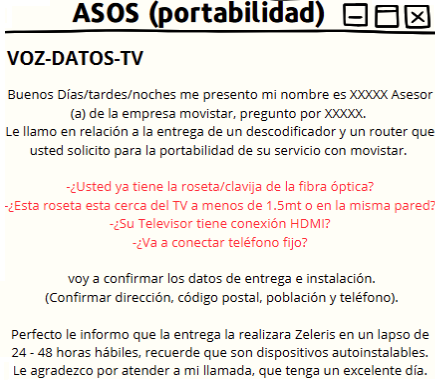 ASOS (portabilidad)
VOZ-DATOS-TV
Buenos Días/tardes/noches me presento mi nombre es XXXXX Asesor
(a) de la empresa movistar, pregunto por XXXXX.
Le llamo en relación a la entrega de un descodificador y un router que
usted solicito para la portabilidad de su servicio con movistar.
-¿Usted ya tiene la roseta/clavija de la fibra óptica?
-¿Esta roseta esta cerca del TV a menos de 1.5mt o en la misma pared?
-¿Su Televisor tiene conexión HDMI?
-¿Va a conectar teléfono fijo?
voy a confirmar los datos de entrega e instalación.
(Confirmar dirección, código postal, población y teléfono).
Perfecto le informo que la entrega la realizara Zeleris en un lapso de
24 - 48 horas hábiles, recuerde que son dispositivos autoinstalables.
Le agradezco por atender a mi llamada, que tenga un excelente día.